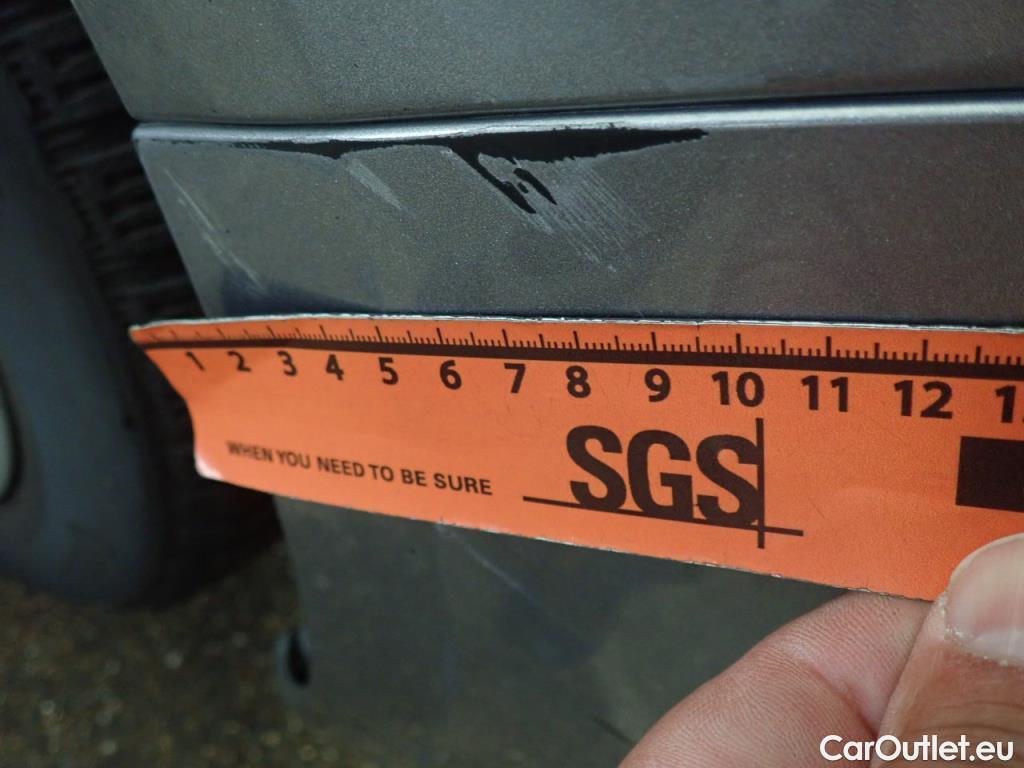 1 2 3 4 5 6 7 8 9 10 11 12
WHEN YOU NEED TO BE SURE
SGS
CarOutlet.eu